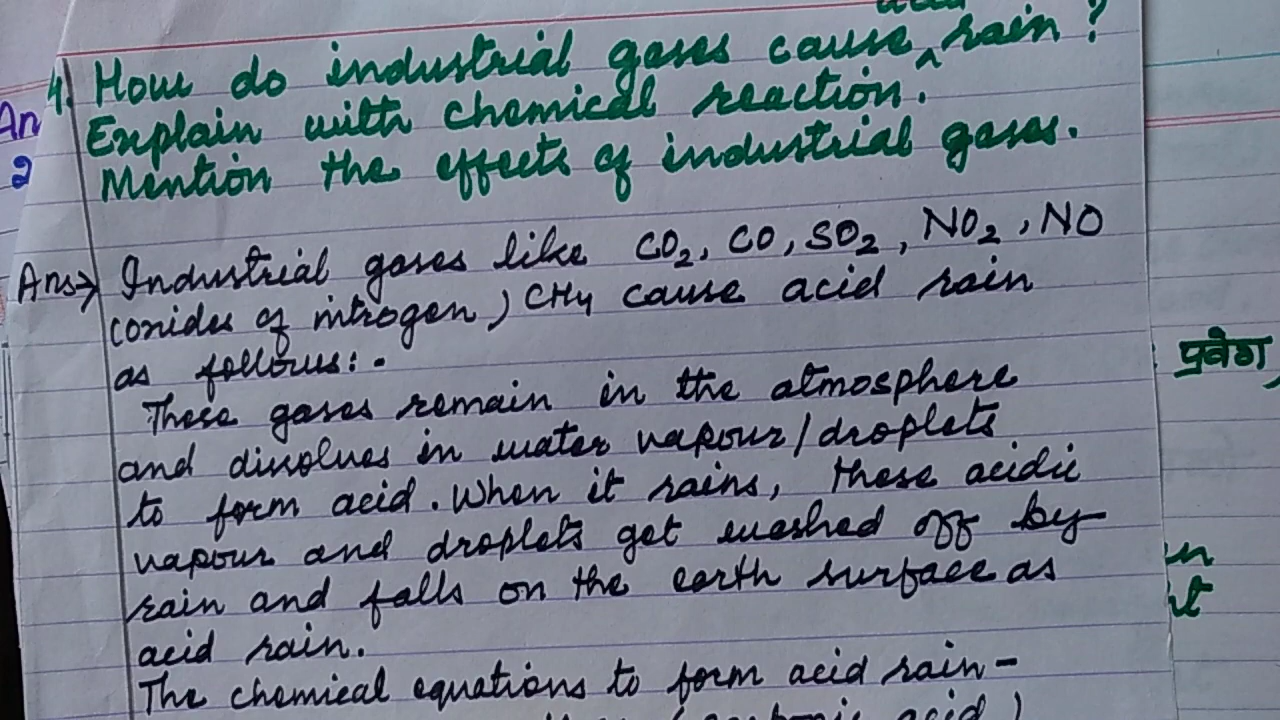 acid
4. How do industrial gases cause ^ rain ?
Explain with chemical reaction.
Mention the effects of industrial gases.
An
2
Ans→ Industrial gases like CO2, CO, SO2, NO2, NO
(oxides of nitrogen) CH4 cause acid rain
as follows:-
These gases remain in the atmosphere
and dissolves in water vapour/droplets
to form acid. When it rains, these acidic
vapour and droplets get washed off by
rain and falls on the earth surface as
acid rain.
The chemical equations to form acid rain-
(carbonic acid)
प्रवेग